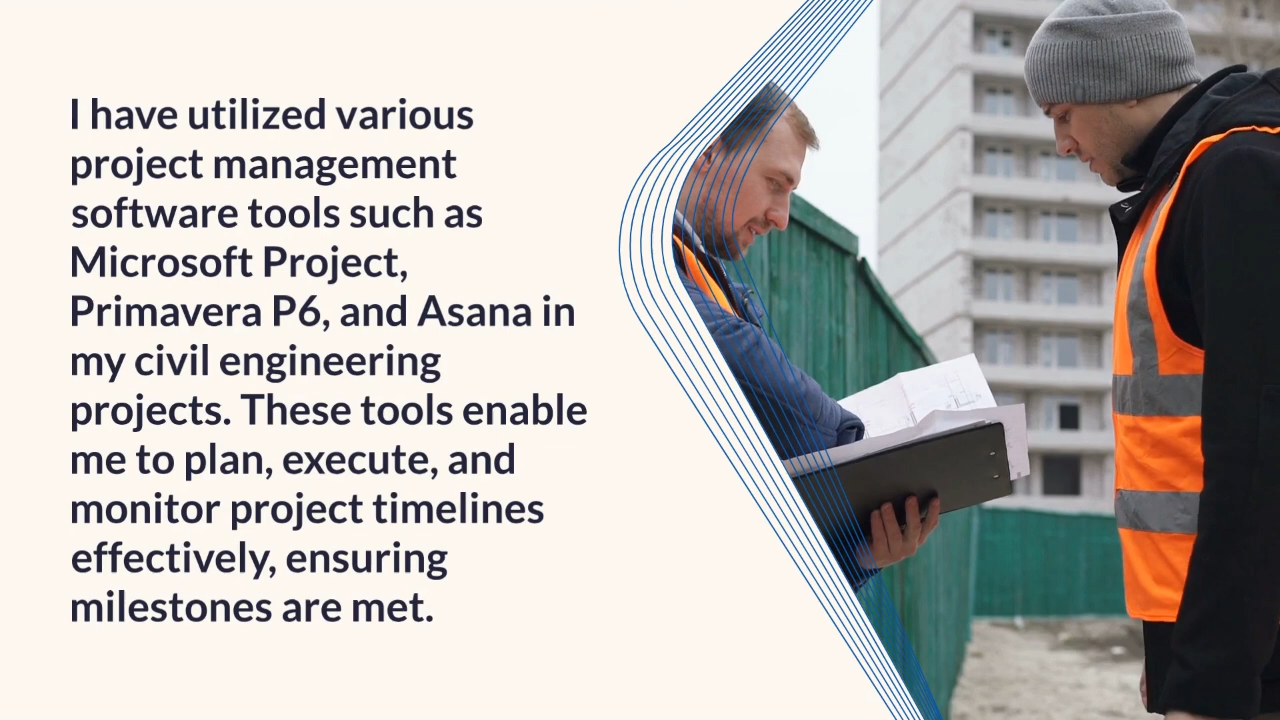 I have utilized various
project management
software tools such as
Microsoft Project,
Primavera P6, and Asana in
my civil engineering
projects. These tools enable
me to plan, execute, and
monitor project timelines
effectively, ensuring
milestones are met.